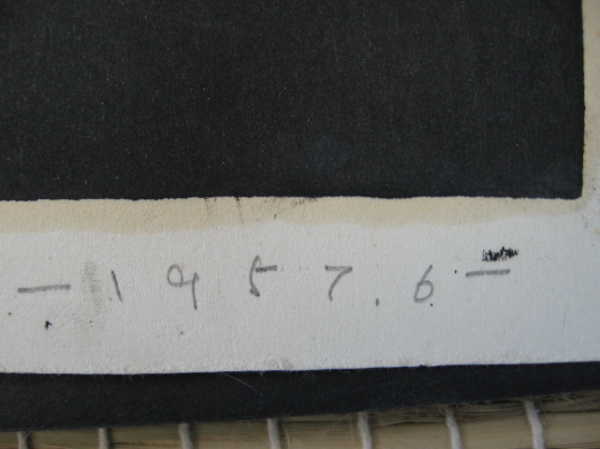 — 1957.6 —